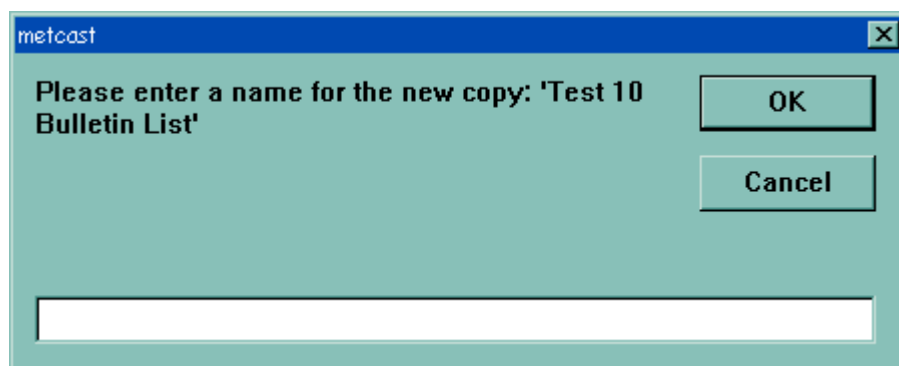 metcast
Please enter a name for the new copy: 'Test 10
Bulletin List'
OK
Cancel